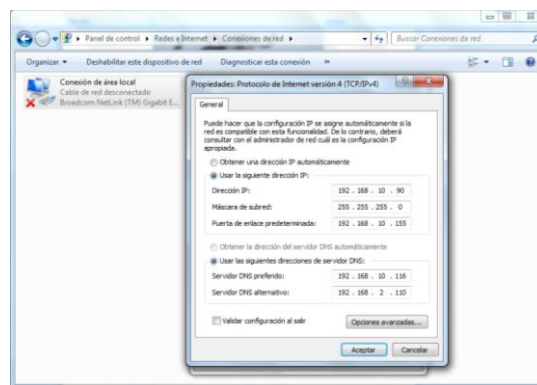 Panel de control ▸ Redes e Internet ▸ Conexiones de red ▸
Buscar Conexiones de red
Organizar
Deshabilitar este dispositivo de red
Diagnosticar esta conexión
»
Conexión de área local
Cable de red desconectado
Broadcom NetLink (TM) Gigabit E...
Propiedades: Protocolo de Internet versión 4 (TCP/IPv4)
General
Puede hacer que la configuración IP se asigne automáticamente si la
red es compatible con esta funcionalidad. De lo contrario, deberá
consultar con el administrador de red cuál es la configuración IP
apropiada.
Obtener una dirección IP automáticamente
Usar la siguiente dirección IP:
Dirección IP: 192 . 168 . 10 . 90
Máscara de subred: 255 . 255 . 255 . 0
Puerta de enlace predeterminada: 192 . 168 . 10 . 155
Obtener la dirección del servidor DNS automáticamente
Usar las siguientes direcciones de servidor DNS:
Servidor DNS preferido: 192 . 168 . 10 . 116
Servidor DNS alternativo: 192 . 168 . 2 . 110
Validar configuración al salir
Opciones avanzadas...
Aceptar Cancelar